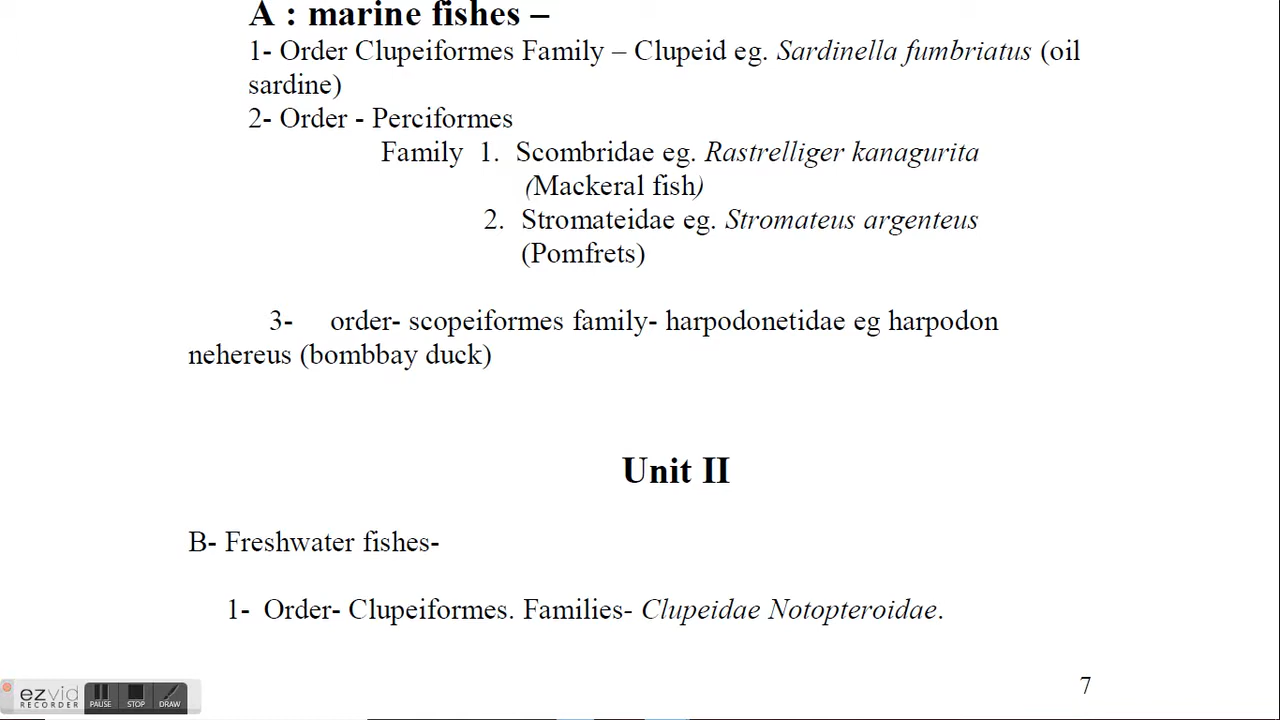 A : marine fishes –
1- Order Clupeiformes Family – Clupeid eg. Sardinella fumbriatus (oil
sardine)
2- Order - Perciformes
Family 1. Scombridae eg. Rastrelliger kanagurita
(Mackeral fish)
2. Stromateidae eg. Stromateus argenteus
(Pomfrets)
3- order- scopeiformes family- harpodonetidae eg harpodon
nehereus (bombbay duck)
Unit II
B- Freshwater fishes-
1- Order- Clupeiformes. Families- Clupeidae Notopteroidae.
7
ezvid
RECORDER
PAUSE STOP DRAW